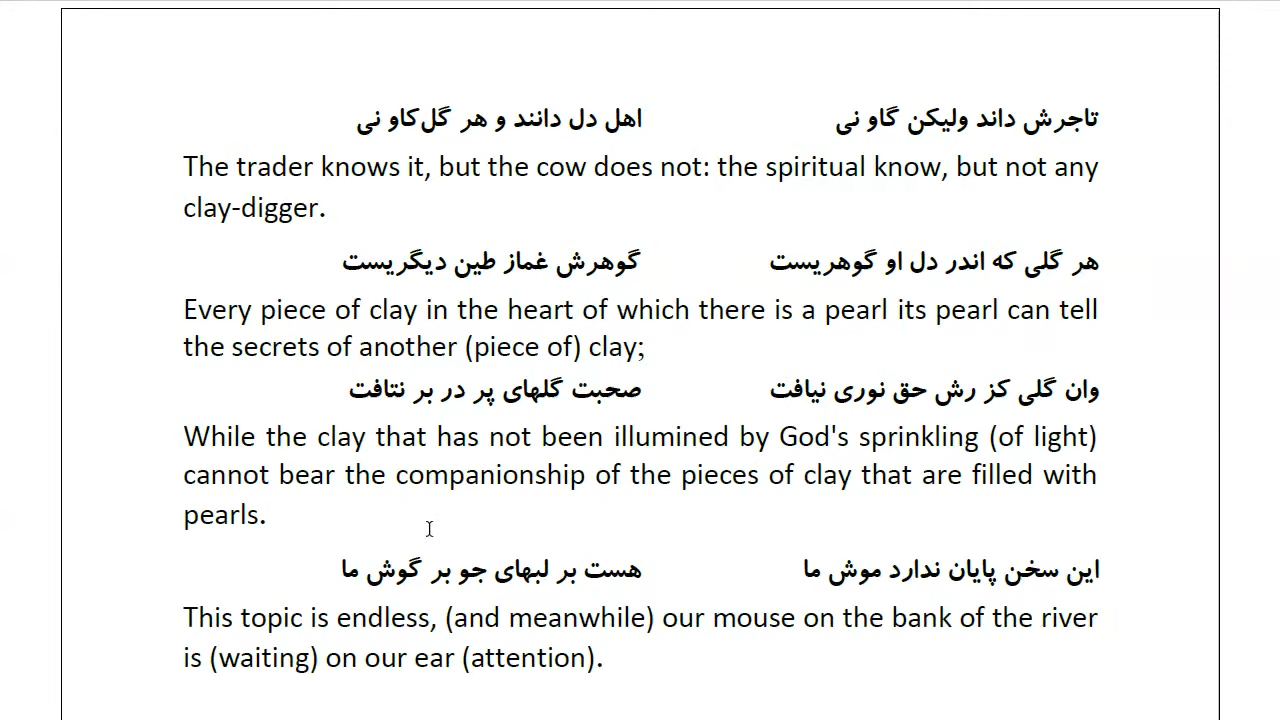 تاجرش داند ولیکن گاو نی اهل دل دانند و هر گل‌کاو نی
The trader knows it, but the cow does not: the spiritual know, but not any
clay-digger.
هر گلی که اندر دل او گوهریست گوهرش غماز طین دیگریست
Every piece of clay in the heart of which there is a pearl its pearl can tell
the secrets of another (piece of) clay;
وان گلی کز رش حق نوری نیافت صحبت گلهای پر در بر نتافت
While the clay that has not been illumined by God's sprinkling (of light)
cannot bear the companionship of the pieces of clay that are filled with
pearls.
این سخن پایان ندارد موش ما هست بر لبهای جو بر گوش ما
This topic is endless, (and meanwhile) our mouse on the bank of the river
is (waiting) on our ear (attention).